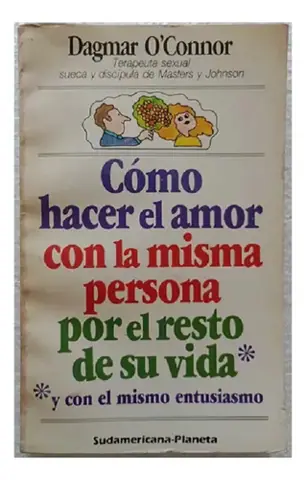 Dagmar O'Connor
Terapeuta sexual
sueca y discípula de Masters y Johnson
Cómo
hacer el amor
con la misma
persona
por el resto
de su vida*
*y con el mismo entusiasmo
Sudamericana-Planeta